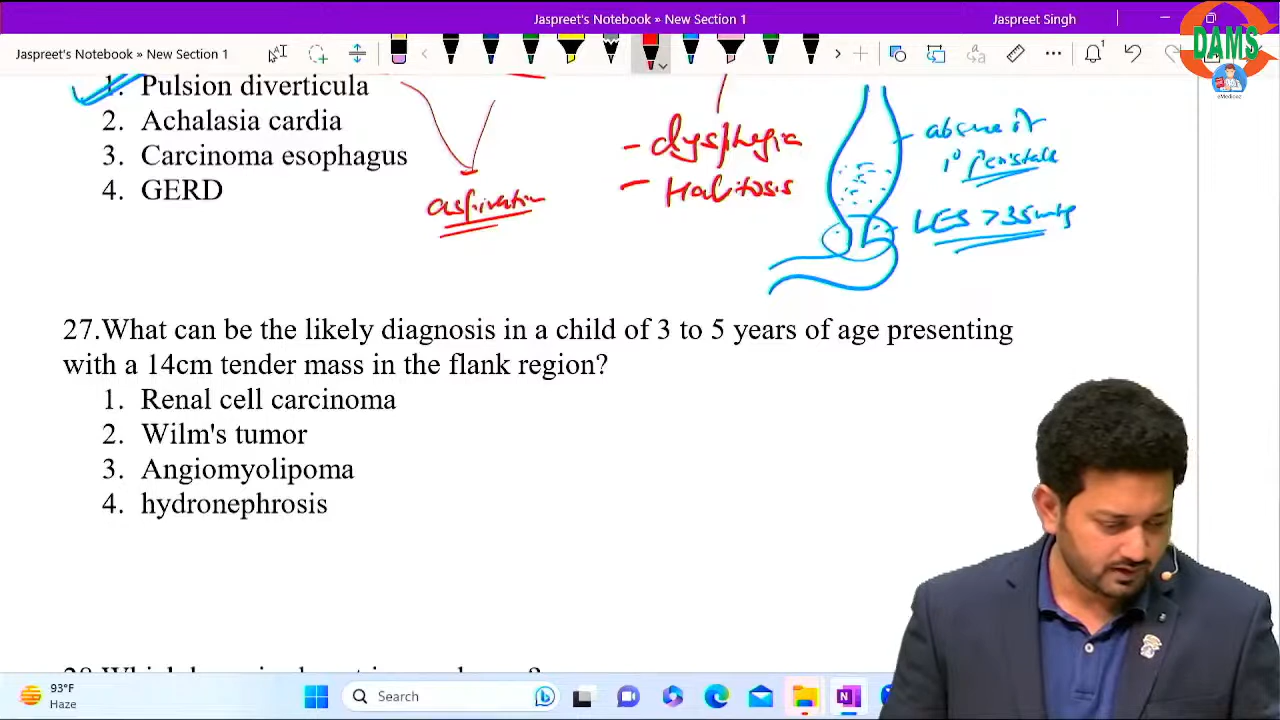 Jaspreet's Notebook » New Section 1
Jaspreet Singh
Jaspreet's Notebook » New Section 1
DAMS
eMedicoz
1. Pulsion diverticula
2. Achalasia cardia
3. Carcinoma esophagus
4. GERD
aspiration
- dysphagia
- Halitosis
absence of
1° peristal
LES >35
27.What can be the likely diagnosis in a child of 3 to 5 years of age presenting
with a 14cm tender mass in the flank region?
1. Renal cell carcinoma
2. Wilm's tumor
3. Angiomyolipoma
4. hydronephrosis
93°F
Haze
Search